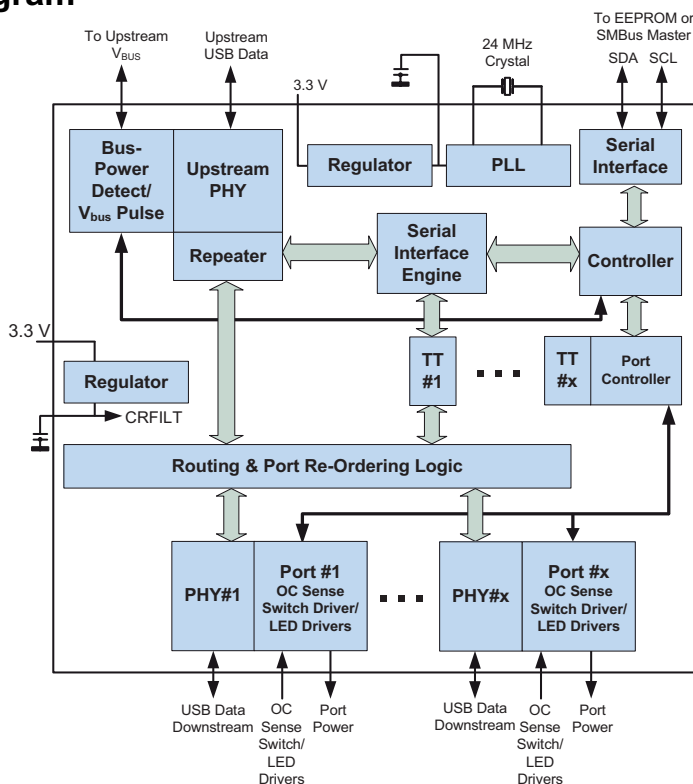 gram
To Upstream
VBUS
Upstream
USB Data
24 MHz
Crystal
To EEPROM or
SMBus Master
SDA SCL
3.3 V
Bus-
Power
Detect/
Vbus Pulse
Upstream
PHY
Regulator
PLL
Serial
Interface
Repeater
Serial
Interface
Engine
Controller
3.3 V
Regulator
CRFILT
TT
#1
TT
#x
Port
Controller
Routing & Port Re-Ordering Logic
PHY#1
Port #1
OC Sense
Switch Driver/
LED Drivers
PHY#x
Port #x
OC Sense
Switch Driver/
LED Drivers
USB Data
Downstream
OC
Sense
Switch/
LED
Drivers
Port
Power
USB Data
Downstream
OC
Sense
Switch/
LED
Drivers
Port
Power